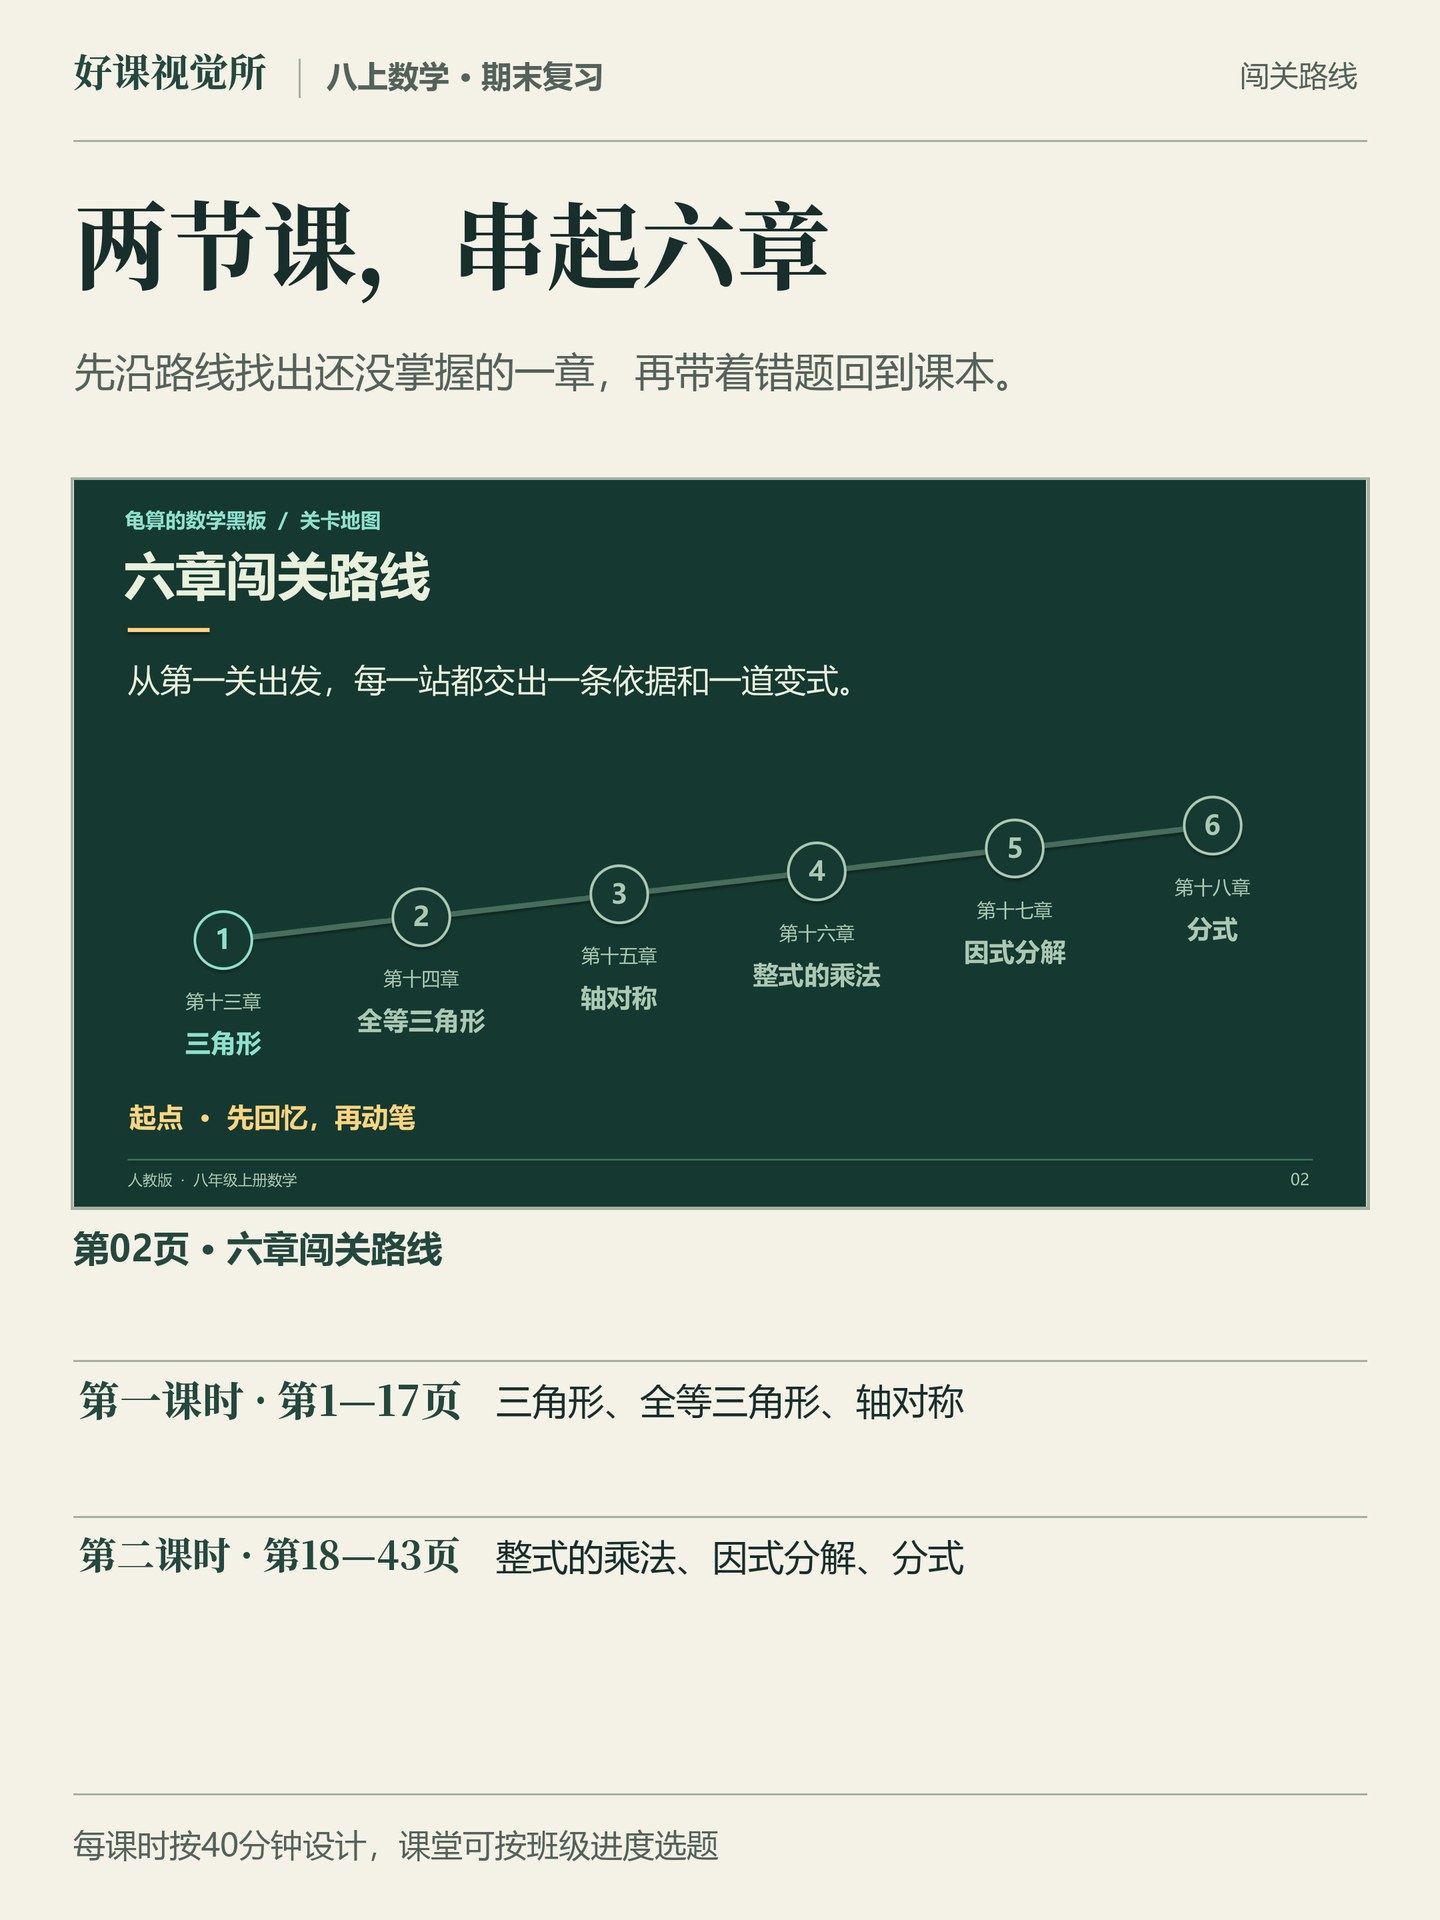 好课视觉所 八上数学·期末复习 闯关路线
两节课，串起六章
先沿路线找出还没掌握的一章，再带着错题回到课本。
龟算的数学黑板 / 关卡地图
六章闯关路线
从第一关出发，每一站都交出一条依据和一道变式。
1
第十三章
三角形
2
第十四章
全等三角形
3
第十五章
轴对称
4
第十六章
整式的乘法
5
第十七章
因式分解
6
第十八章
分式
起点 · 先回忆，再动笔
人教版 · 八年级上册数学 02
第02页·六章闯关路线
第一课时·第1—17页 三角形、全等三角形、轴对称
第二课时·第18—43页 整式的乘法、因式分解、分式
每课时按40分钟设计，课堂可按班级进度选题